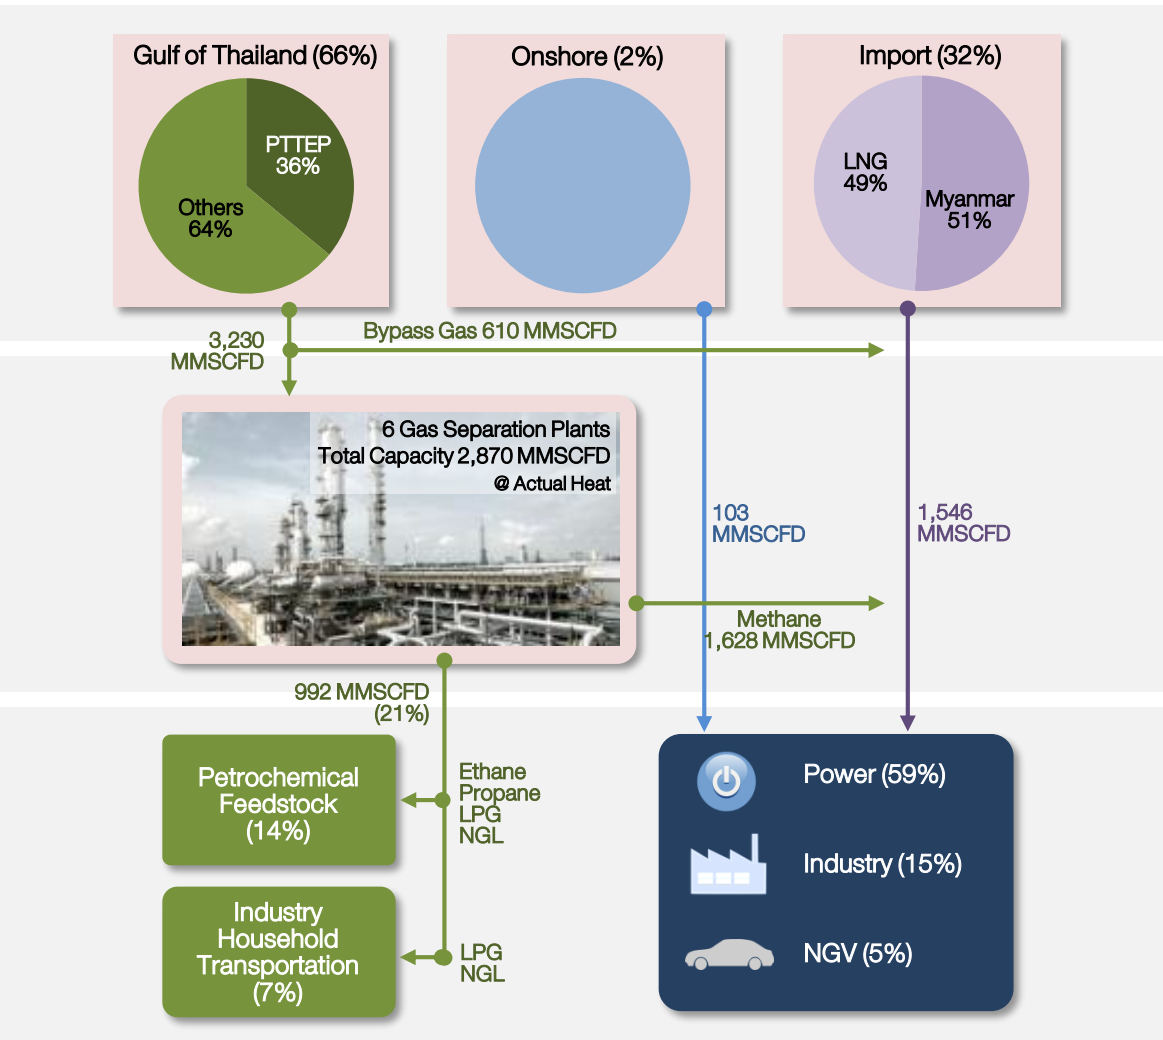 Gulf of Thailand (66%)
PTTEP
36%
Others
64%
Onshore (2%)
Import (32%)
LNG
49%
Myanmar
51%
3,230
MMSCFD
Bypass Gas 610 MMSCFD
6 Gas Separation Plants
Total Capacity 2,870 MMSCFD
@ Actual Heat
103
MMSCFD
1,546
MMSCFD
Methane
1,628 MMSCFD
992 MMSCFD
(21%)
Petrochemical
Feedstock
(14%)
Ethane
Propane
LPG
NGL
Industry
Household
Transportation
(7%)
LPG
NGL
Power (59%)
Industry (15%)
NGV (5%)